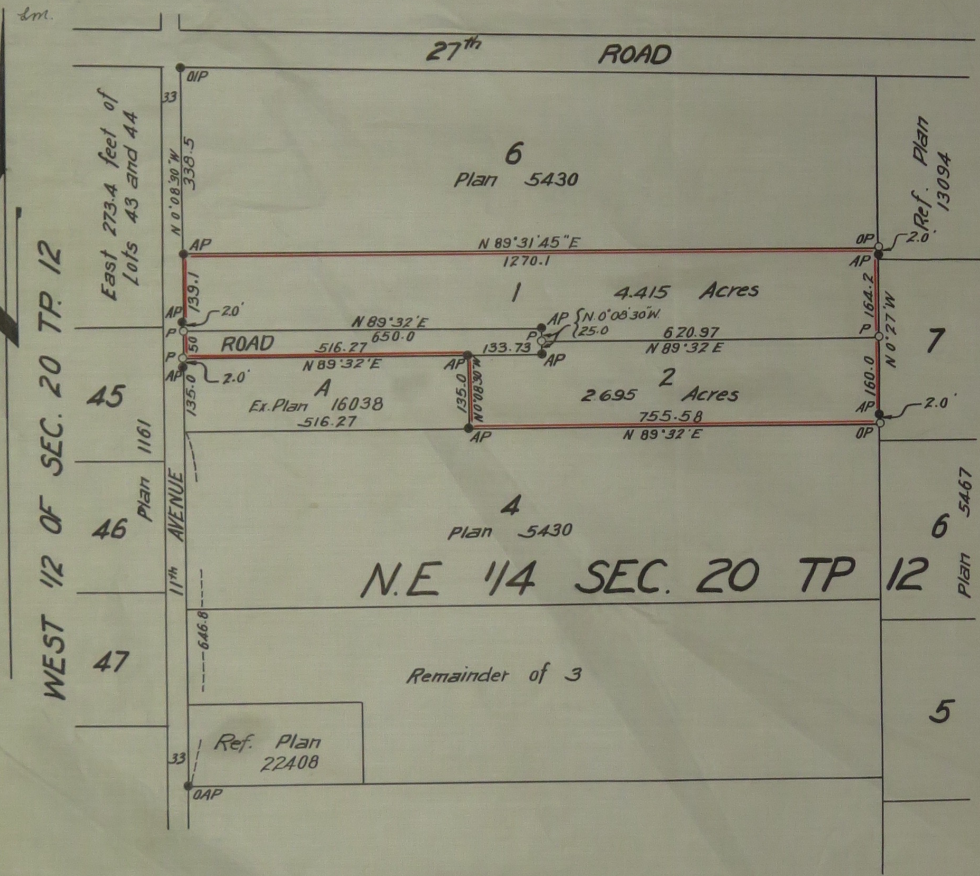 Lm.
27th ROAD
OIP
33
East 273.4 feet of
Lots 43 and 44
N 0°08'30"W
338.5
6
Plan 5430
Ref. Plan
13094
WEST 1/2 OF SEC. 20 TP. 12
AP
N 89°31'45"E
1270.1
OP
2.0'
AP
139.1
1
4.415 Acres
164.2
N 0°27'W
7
AP
2.0'
N 89°32'E
650.0
AP
N.0°08'30"W.
25.0
620.97
N 89°32'E
P
P
50
ROAD
516.27
N 89°32'E
AP
133.73
AP
P
AP
2.0'
135.0
A
Ex.Plan 16038
516.27
135.0
N0°08'30"W
AP
2
2.695 Acres
755.58
N 89°32'E
160.0
AP
2.0'
OP
45
Plan 1161
46
47
11th AVENUE
4
Plan 5430
N.E 1/4 SEC. 20 TP 12
6
Plan 5467
646.8
Remainder of 3
5
Ref. Plan
22408
33
OAP